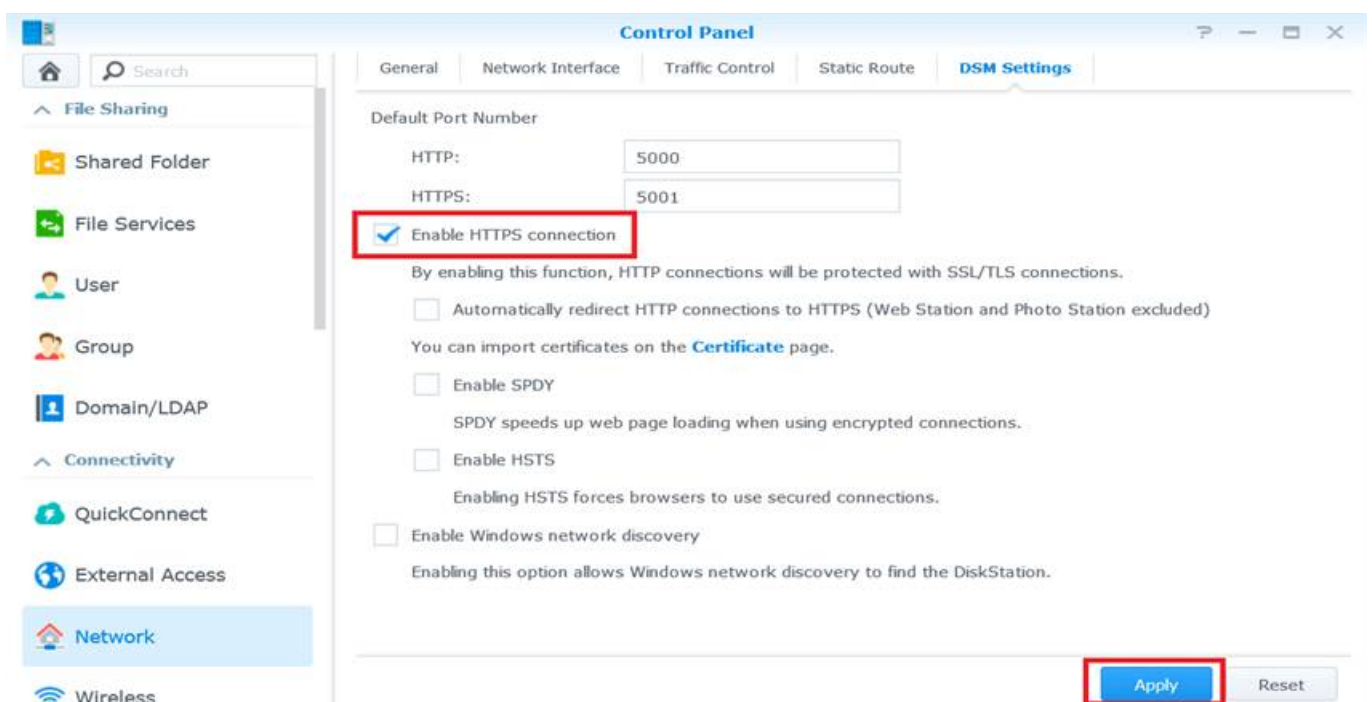 Control Panel
Search
General Network Interface Traffic Control Static Route DSM Settings
File Sharing
Shared Folder
File Services
User
Group
Domain/LDAP
Connectivity
QuickConnect
External Access
Network
Wireless
Default Port Number
HTTP: 5000
HTTPS: 5001
Enable HTTPS connection
By enabling this function, HTTP connections will be protected with SSL/TLS connections.
Automatically redirect HTTP connections to HTTPS (Web Station and Photo Station excluded)
You can import certificates on the Certificate page.
Enable SPDY
SPDY speeds up web page loading when using encrypted connections.
Enable HSTS
Enabling HSTS forces browsers to use secured connections.
Enable Windows network discovery
Enabling this option allows Windows network discovery to find the DiskStation.
Apply Reset